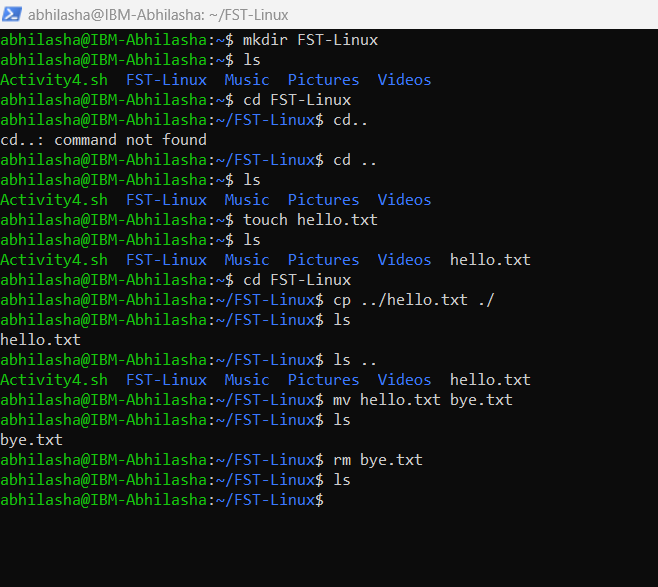 abhilasha@IBM-Abhilasha: ~/FST-Linux
abhilasha@IBM-Abhilasha:~$ mkdir FST-Linux
abhilasha@IBM-Abhilasha:~$ ls
Activity4.sh  FST-Linux  Music  Pictures  Videos
abhilasha@IBM-Abhilasha:~$ cd FST-Linux
abhilasha@IBM-Abhilasha:~/FST-Linux$ cd..
cd..: command not found
abhilasha@IBM-Abhilasha:~/FST-Linux$ cd ..
abhilasha@IBM-Abhilasha:~$ ls
Activity4.sh  FST-Linux  Music  Pictures  Videos
abhilasha@IBM-Abhilasha:~$ touch hello.txt
abhilasha@IBM-Abhilasha:~$ ls
Activity4.sh  FST-Linux  Music  Pictures  Videos  hello.txt
abhilasha@IBM-Abhilasha:~$ cd FST-Linux
abhilasha@IBM-Abhilasha:~/FST-Linux$ cp ../hello.txt ./
abhilasha@IBM-Abhilasha:~/FST-Linux$ ls
hello.txt
abhilasha@IBM-Abhilasha:~/FST-Linux$ ls ..
Activity4.sh  FST-Linux  Music  Pictures  Videos  hello.txt
abhilasha@IBM-Abhilasha:~/FST-Linux$ mv hello.txt bye.txt
abhilasha@IBM-Abhilasha:~/FST-Linux$ ls
bye.txt
abhilasha@IBM-Abhilasha:~/FST-Linux$ rm bye.txt
abhilasha@IBM-Abhilasha:~/FST-Linux$ ls
abhilasha@IBM-Abhilasha:~/FST-Linux$